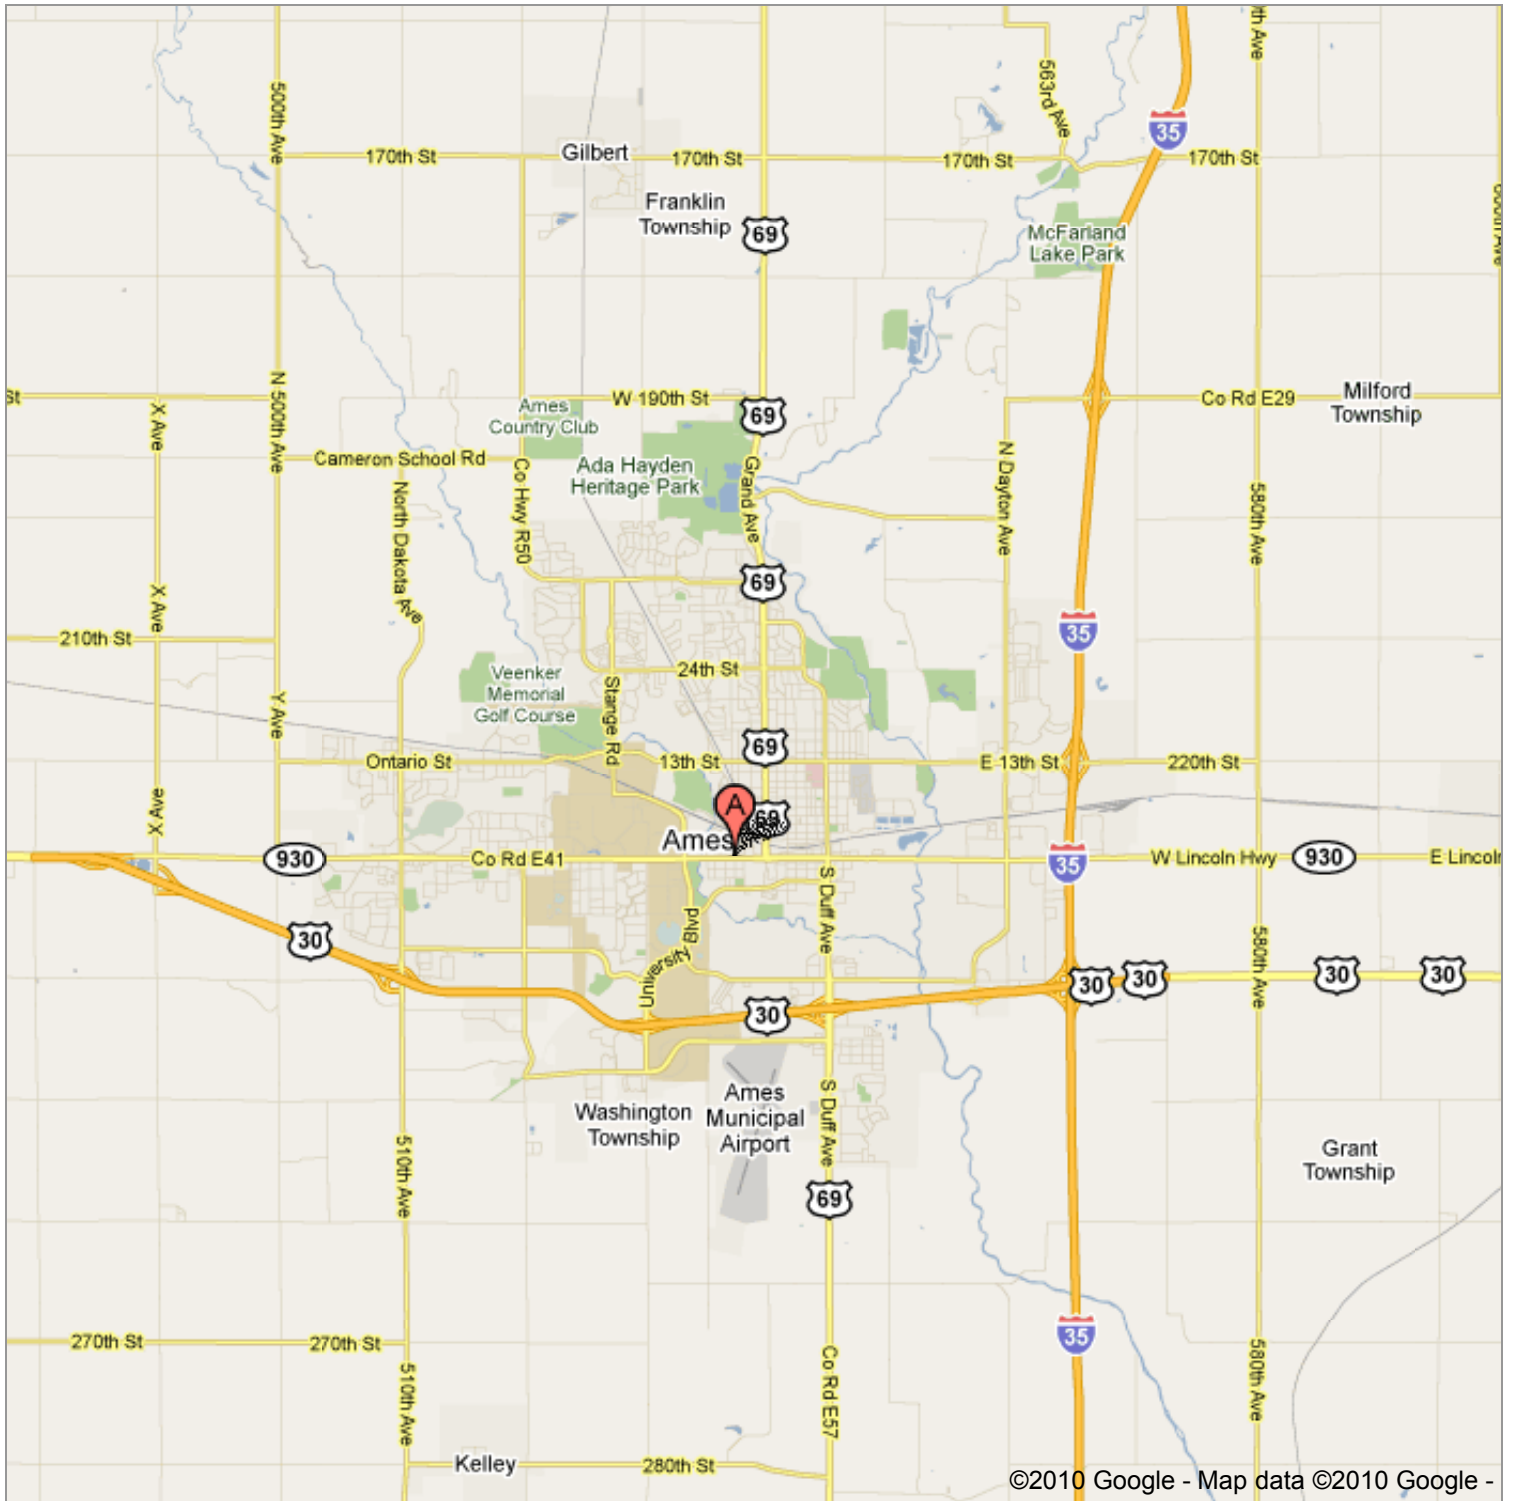 500th Ave
563rd Ave
th Ave
35
170th St
Gilbert
170th St
170th St
170th St
Franklin
Township
69
McFarland
Lake Park
St
N 500th Ave
X Ave
Ames
Country Club
W 190th St
69
Co Rd E29
Milford
Township
Cameron School Rd
Co Hwy R50
Ada Hayden
Heritage Park
Grand Ave
N Dayton Ave
580th Ave
North Dakota Ave
69
X Ave
210th St
35
Veenker
Memorial
Golf Course
Stange Rd
24th St
Y Ave
69
Ontario St
13th St
E 13th St
220th St
X Ave
A
69
Ames
930
Co Rd E41
35
W Lincoln Hwy
930
E Lincoln
S Duff Ave
University Blvd
30
580th Ave
30
30
30
30
30
Washington
Township
Ames
Municipal
Airport
S Duff Ave
510th Ave
Grant
Township
69
270th St
270th St
35
510th Ave
Co Rd E57
580th Ave
Kelley
280th St
©2010 Google - Map data ©2010 Google -